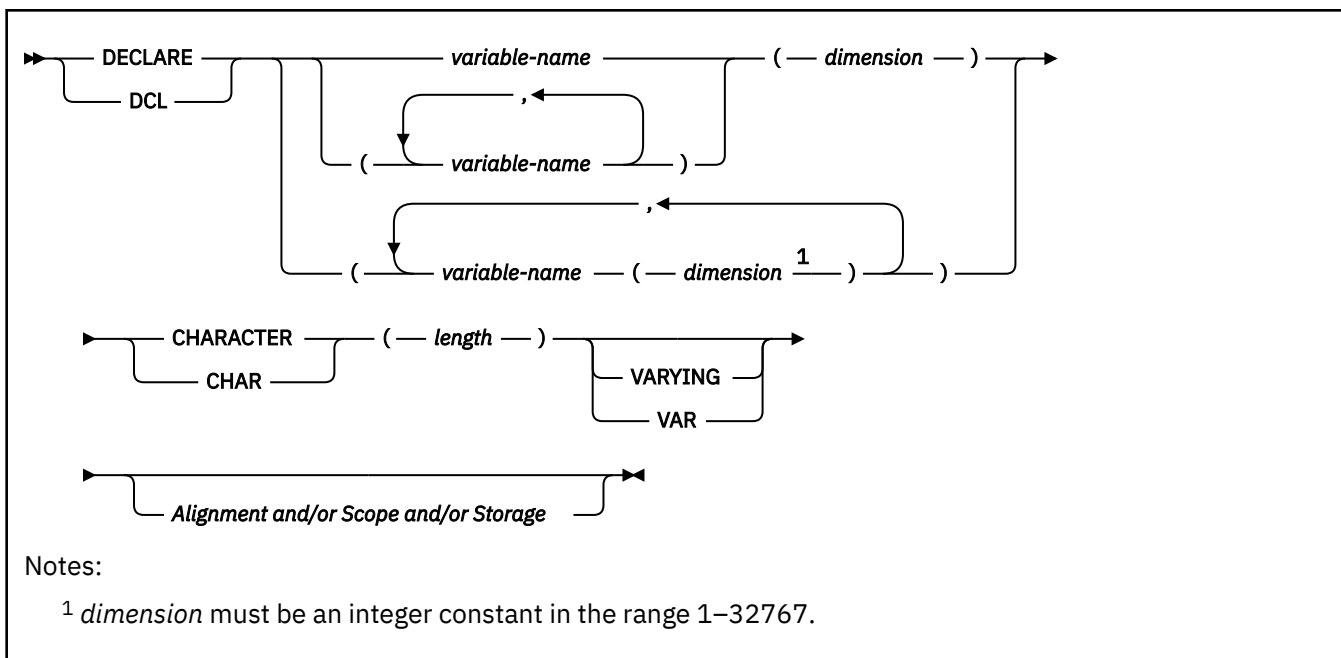 DECLARE variable-name ( dimension )
DCL ,
( variable-name )
,
( variable-name ( dimension 1 ) )
CHARACTER ( length )
CHAR VARYING
VAR
Alignment and/or Scope and/or Storage
Notes:
1 dimension must be an integer constant in the range 1–32767.